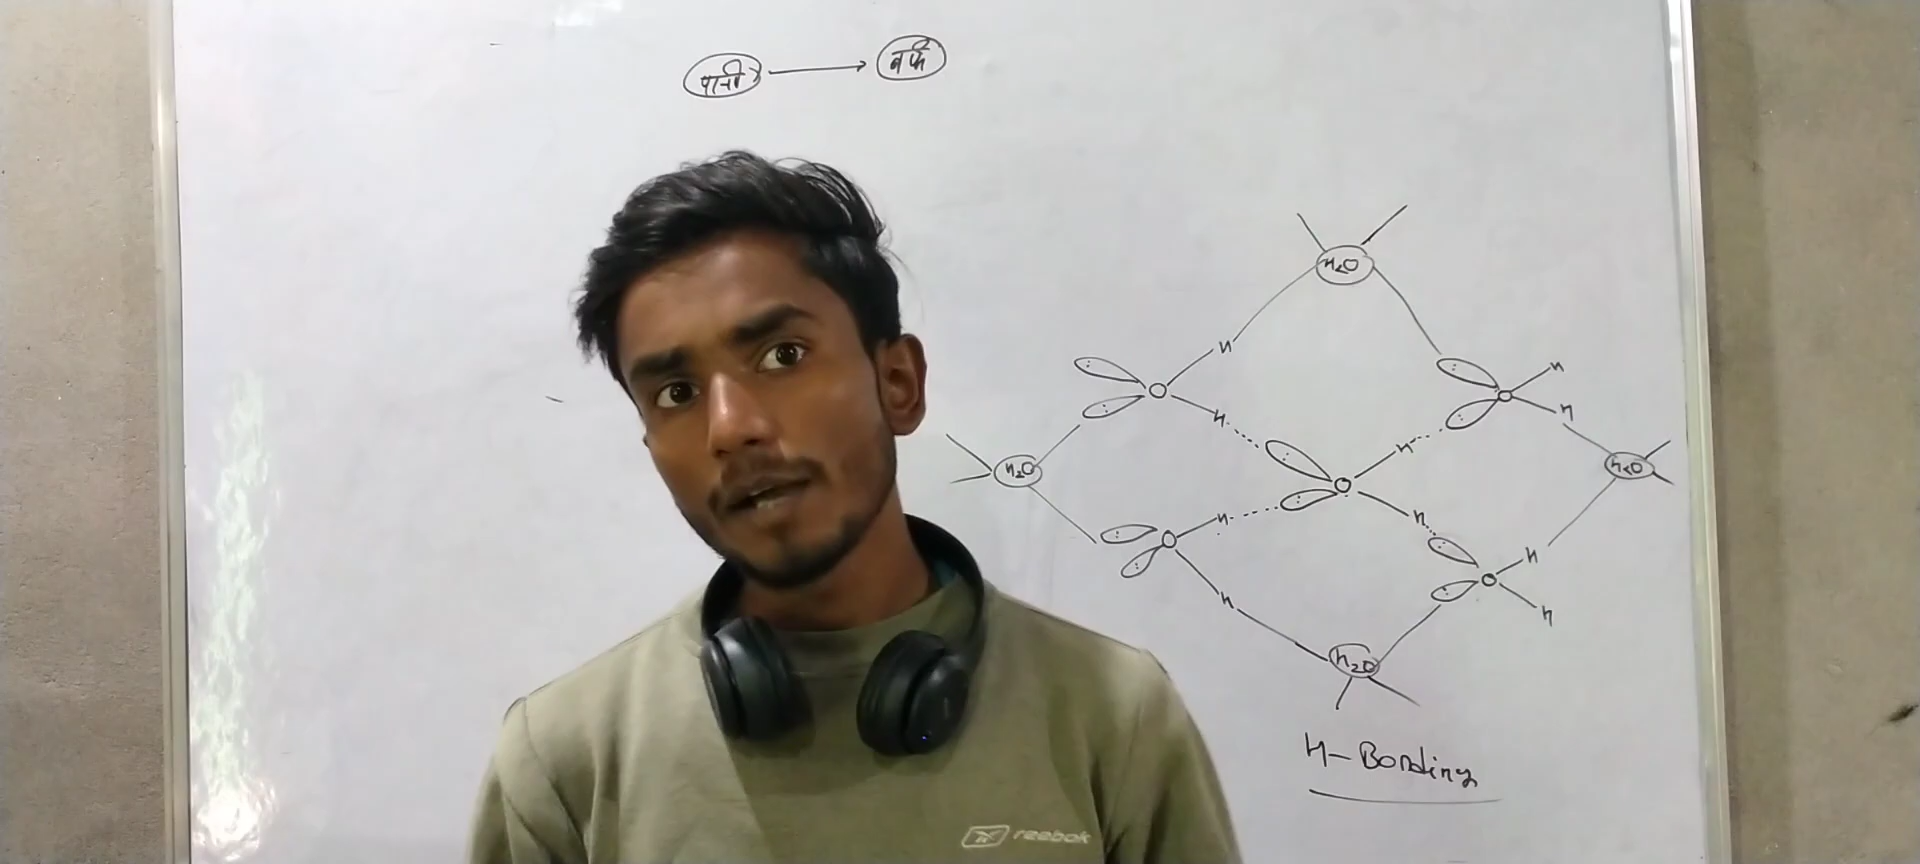 पानी → बर्फ
H₂O
H H
H H H
H₂O H₂O
H H H
H
H H
H₂O
H-Bonding
reebok